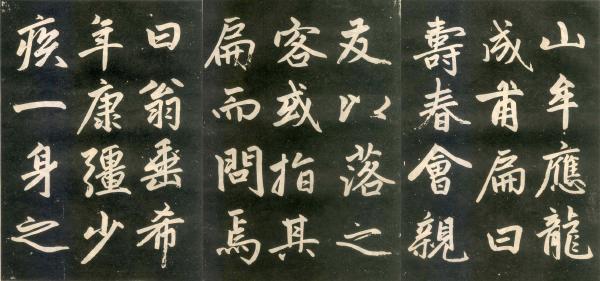 山牟應龍
成甫扁曰
壽春會親
友以落之
客或指其
扁而問焉
曰翁垂希
年康彊少
疾一身之